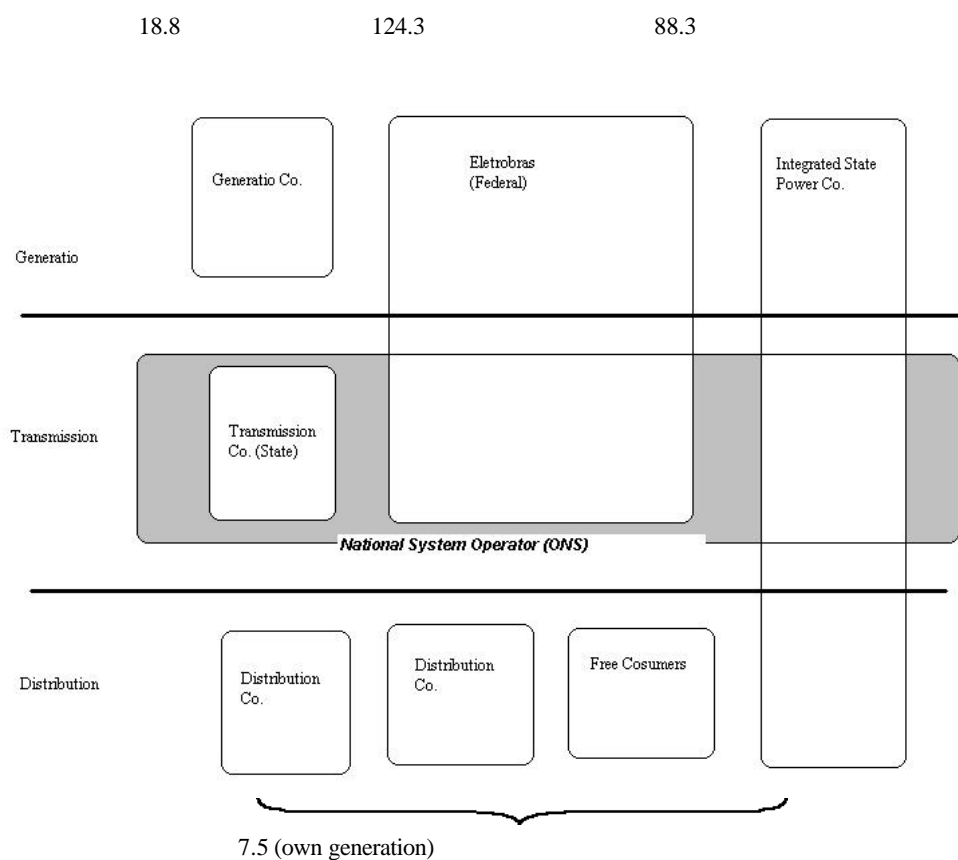 18.8 124.3 88.3
Generatio Co.
Eletrobras
(Federal)
Integrated State
Power Co.
Generatio
Transmission
Transmission
Co. (State)
National System Operator (ONS)
Distribution
Distribution
Co.
Distribution
Co.
Free Cosumers
7.5 (own generation)